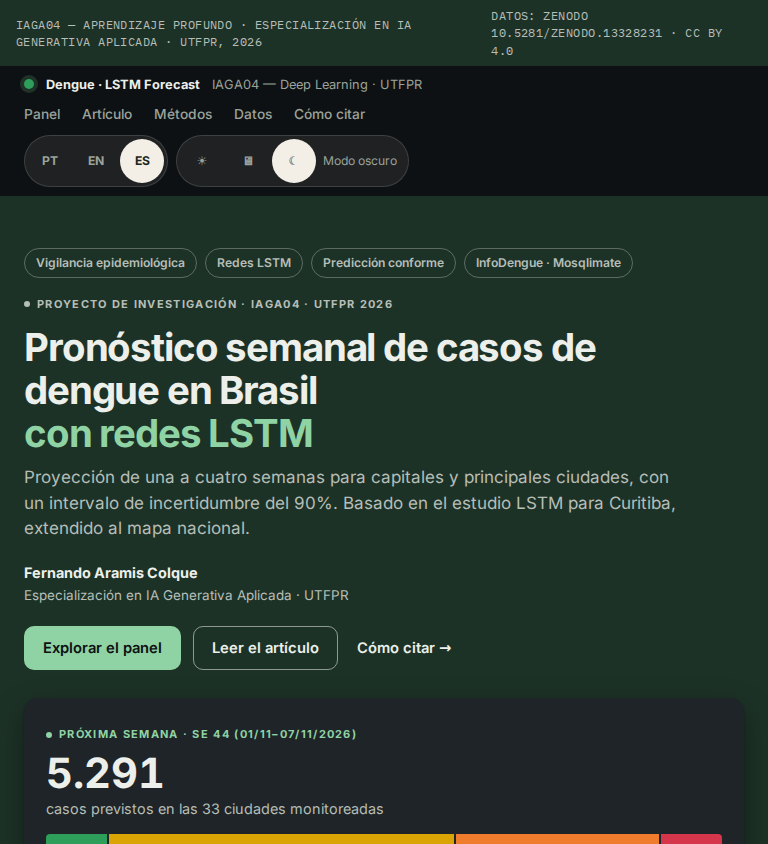 IAGA04 — APRENDIZAJE PROFUNDO · ESPECIALIZACIÓN EN IA
GENERATIVA APLICADA · UTFPR, 2026
DATOS: ZENODO
10.5281/ZENODO.13328231 · CC BY
4.0
Dengue · LSTM Forecast IAGA04 — Deep Learning · UTFPR
Panel Artículo Métodos Datos Cómo citar
PT EN ES Modo oscuro
Vigilancia epidemiológica Redes LSTM Predicción conforme InfoDengue · Mosqlimate
PROYECTO DE INVESTIGACIÓN · IAGA04 · UTFPR 2026
Pronóstico semanal de casos de
dengue en Brasil
con redes LSTM
Proyección de una a cuatro semanas para capitales y principales ciudades, con
un intervalo de incertidumbre del 90%. Basado en el estudio LSTM para Curitiba,
extendido al mapa nacional.
Fernando Aramis Colque
Especialización en IA Generativa Aplicada · UTFPR
Explorar el panel Leer el artículo Cómo citar →
PRÓXIMA SEMANA · SE 44 (01/11–07/11/2026)
5.291
casos previstos en las 33 ciudades monitoreadas